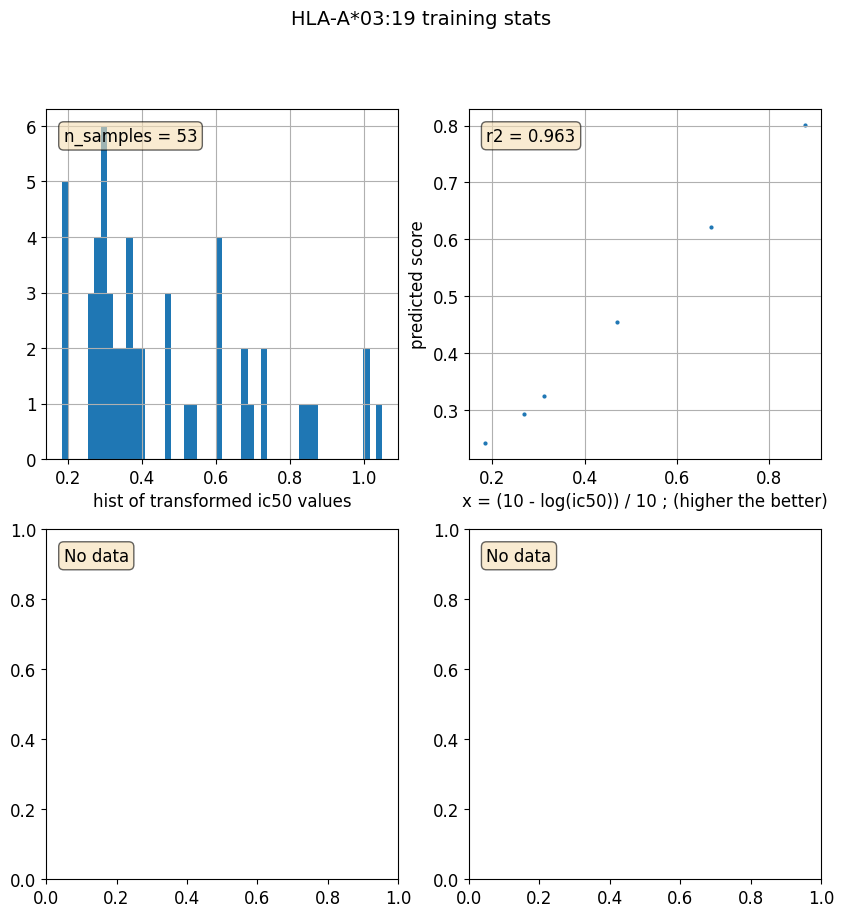 HLA-A*03:19 training stats
n_samples = 53
6
5
4
3
2
1
0
0.2 0.4 0.6 0.8 1.0
hist of transformed ic50 values
r2 = 0.963
predicted score
0.8
0.7
0.6
0.5
0.4
0.3
0.2 0.4 0.6 0.8
x = (10 - log(ic50)) / 10 ; (higher the better)
No data
1.0
0.8
0.6
0.4
0.2
0.0
0.0 0.2 0.4 0.6 0.8 1.0
No data
1.0
0.8
0.6
0.4
0.2
0.0
0.0 0.2 0.4 0.6 0.8 1.0